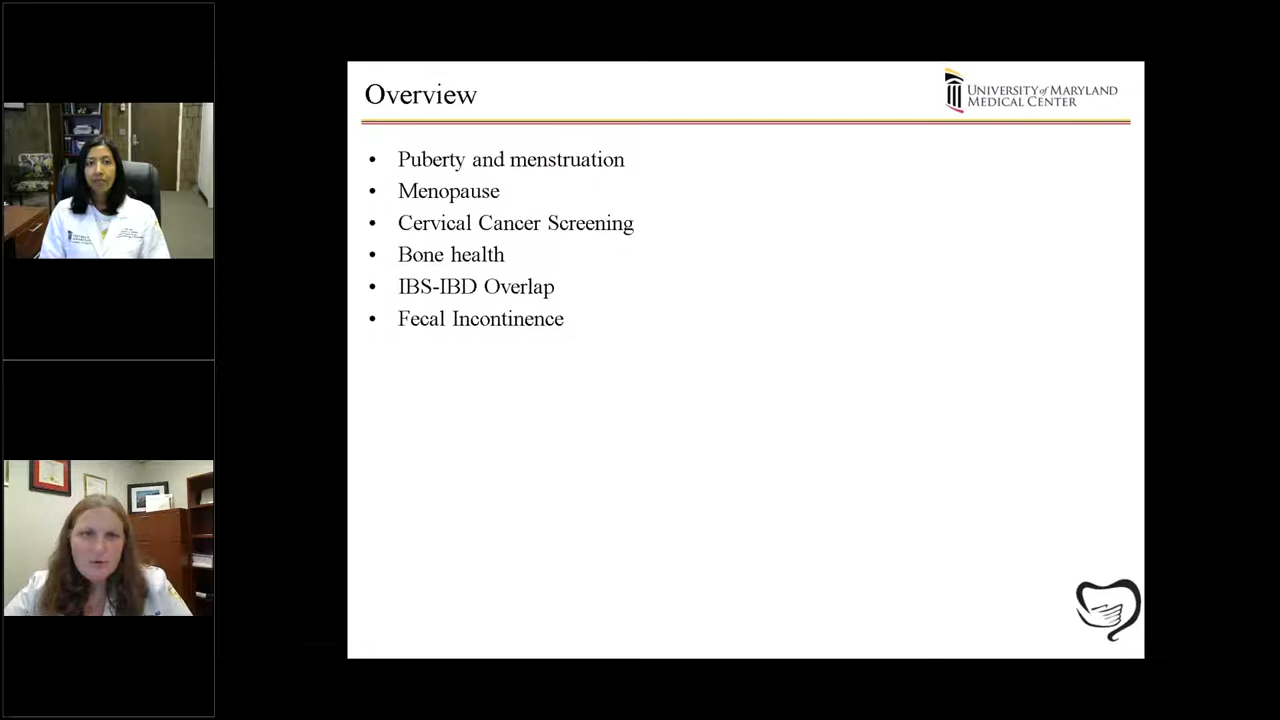 Overview
UNIVERSITY of MARYLAND
MEDICAL CENTER
• Puberty and menstruation
• Menopause
• Cervical Cancer Screening
• Bone health
• IBS-IBD Overlap
• Fecal Incontinence